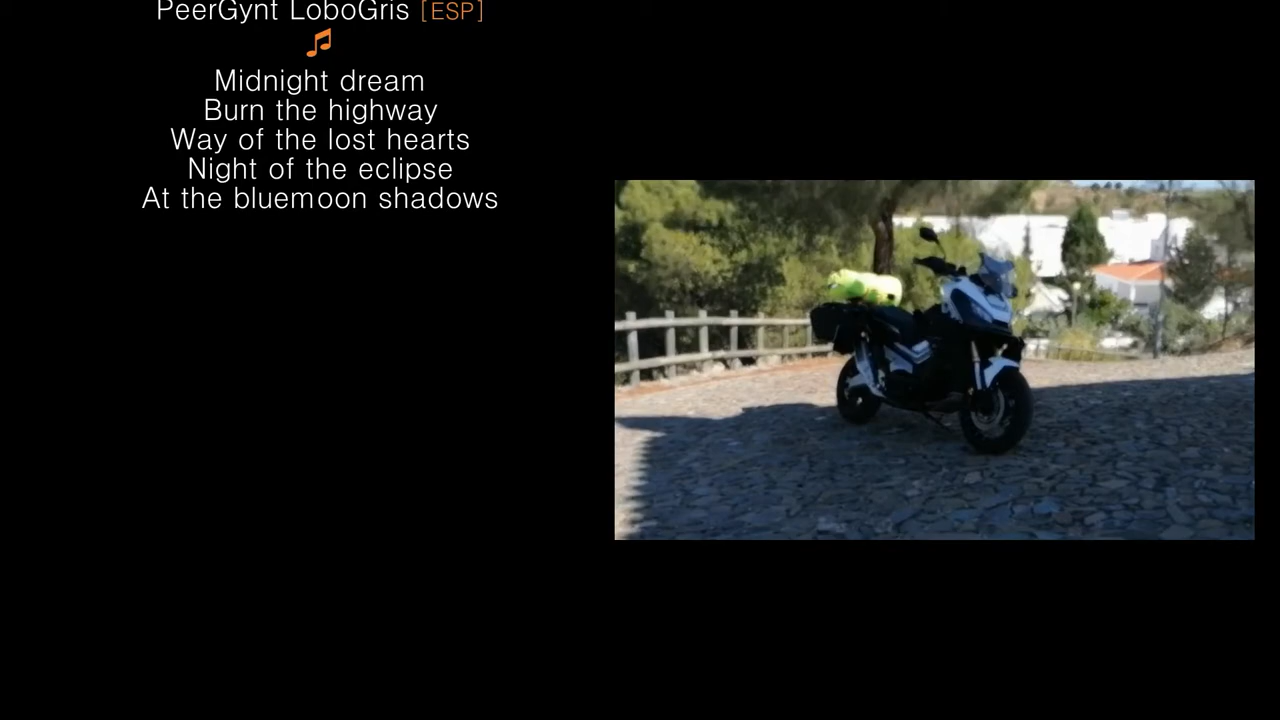 PeerGynt LoboGris [ESP]
Midnight dream
Burn the highway
Way of the lost hearts
Night of the eclipse
At the bluemoon shadows